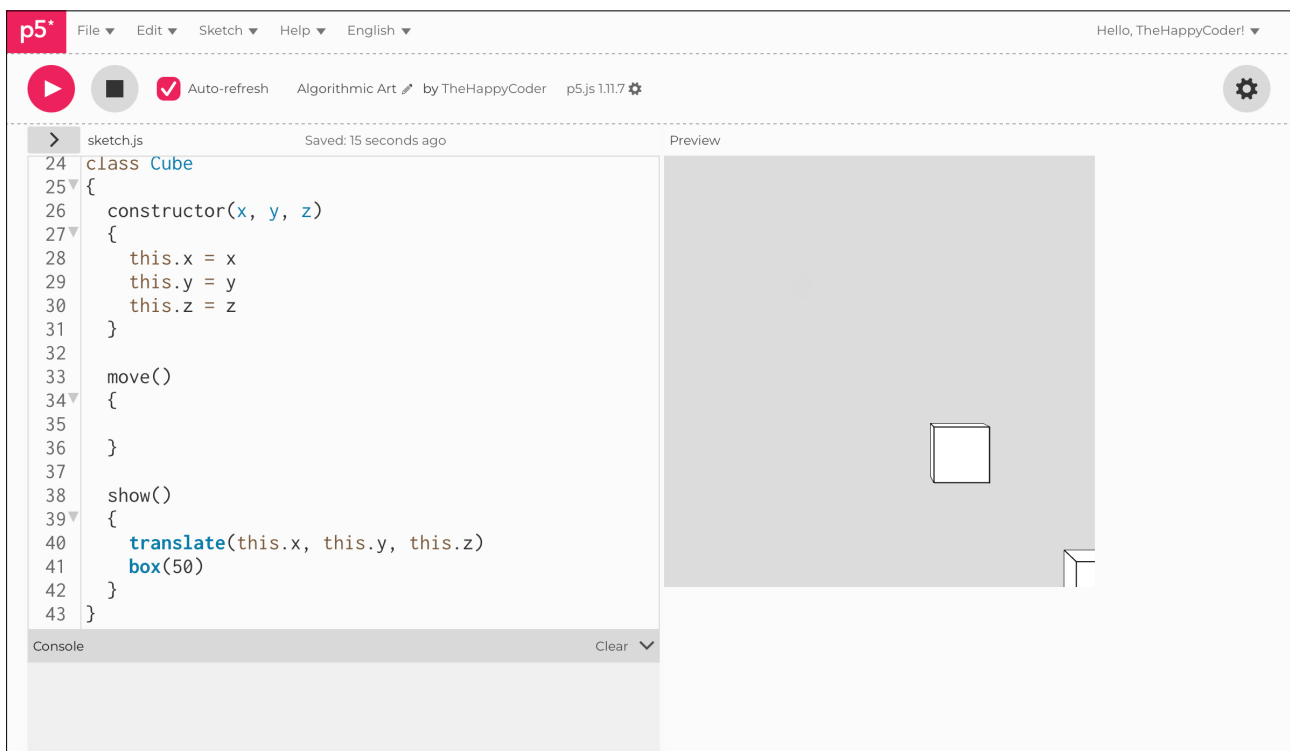 p5* File Edit Sketch Help English Hello, TheHappyCoder!
Auto-refresh Algorithmic Art by TheHappyCoder p5.js 1.11.7
sketch.js Saved: 15 seconds ago Preview
24 class Cube
25 {
26 constructor(x, y, z)
27 {
28 this.x = x
29 this.y = y
30 this.z = z
31 }
32
33 move()
34 {
35
36 }
37
38 show()
39 {
40 translate(this.x, this.y, this.z)
41 box(50)
42 }
43 }
Console Clear